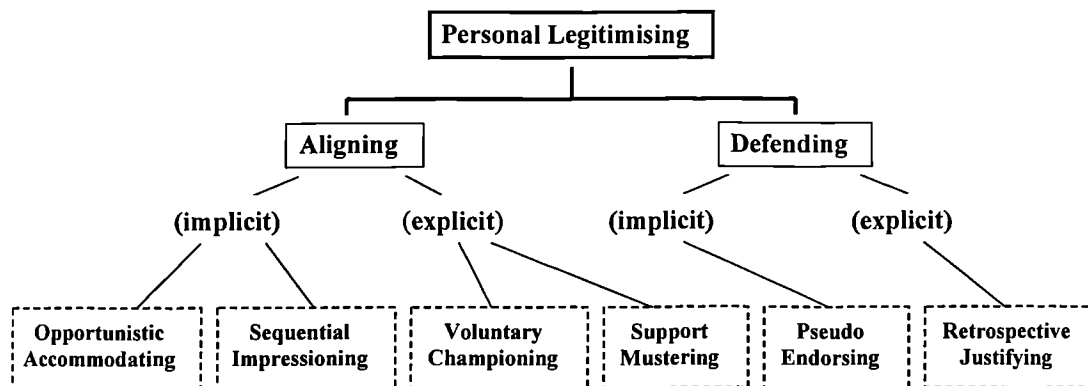 Personal Legitimising
Aligning
Defending
(implicit)
(explicit)
(implicit)
(explicit)
Opportunistic
Accommodating
Sequential
Impressioning
Voluntary
Championing
Support
Mustering
Pseudo
Endorsing
Retrospective
Justifying